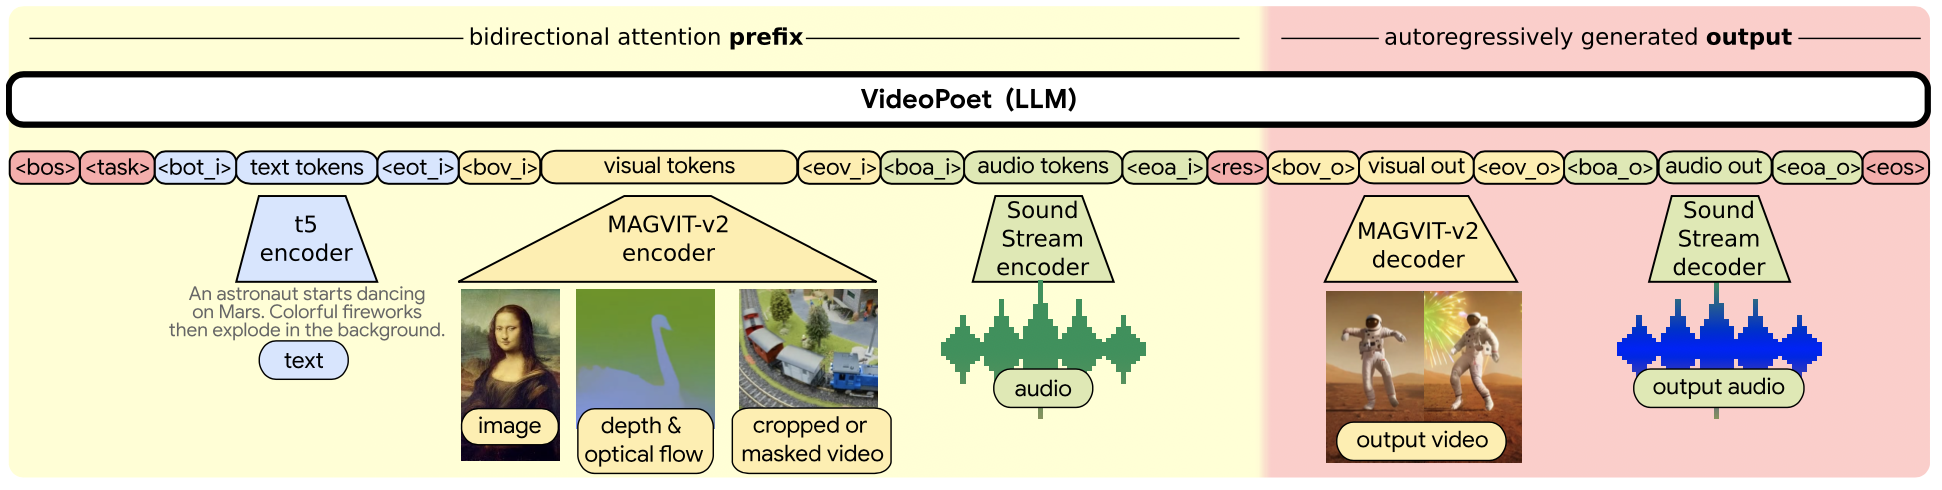 bidirectional attention prefix
autoregressively generated output
VideoPoet (LLM)
<bos> <task> <bot_i> text tokens <eot_i> <bov_i> visual tokens <eov_i> <boa_i> audio tokens <eoa_i> <res> <bov_o> visual out <eov_o> <boa_o> audio out <eoa_o> <eos>
t5
encoder
MAGVIT-v2
encoder
Sound
Stream
encoder
MAGVIT-v2
decoder
Sound
Stream
decoder
An astronaut starts dancing
on Mars. Colorful fireworks
then explode in the background.
text
image
depth &
optical flow
cropped or
masked video
audio
output video
output audio